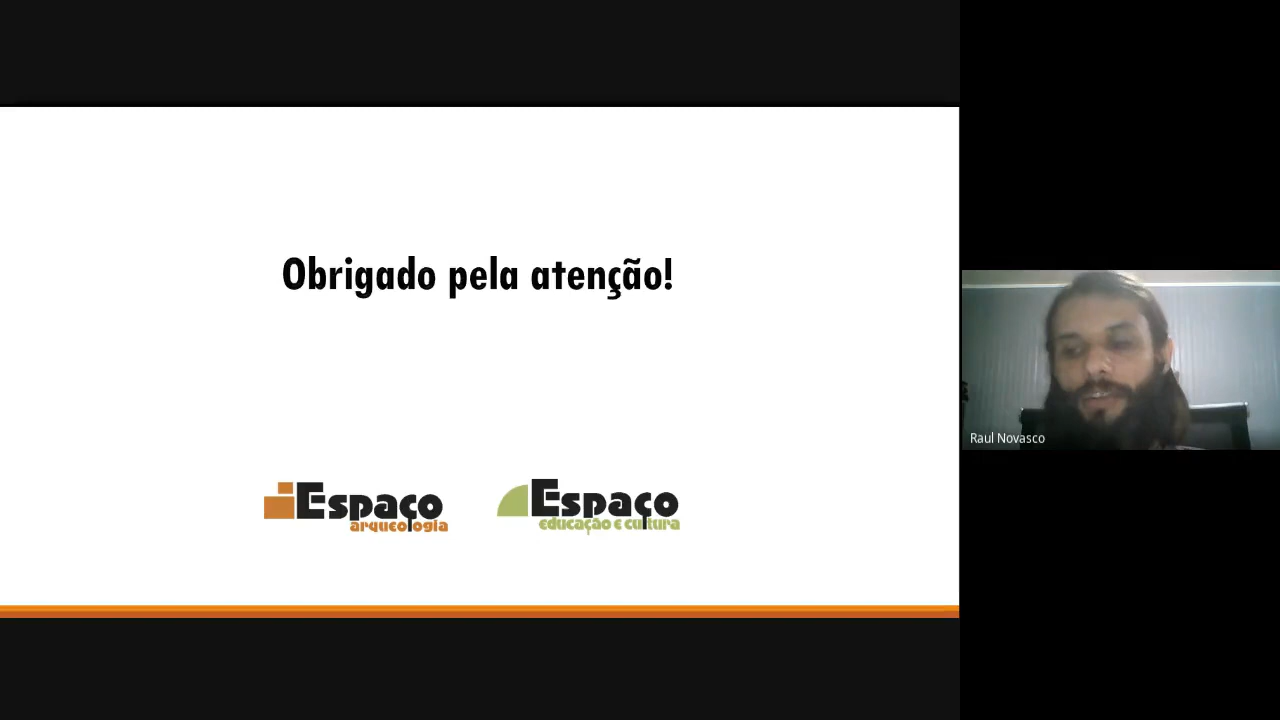 Obrigado pela atenção!
Espaço
arqueologia
Espaço
educação e cultura
Raul Novasco